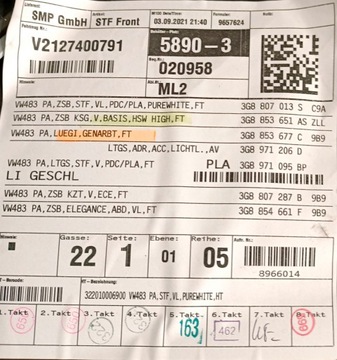 SMP GmbH STF Front 03.09.2021 21:40 9657624
V2127400791 5890-3
Reg.Nr. 020958
ML2
VW483 PA,ZSB,STF,VL,PDC/PLA,PUREWHITE,FT 3G8 807 013 S C9A
VW483 PA,ZSB KSG,V.BASIS,HSW HIGH,FT 3G8 853 651 AS ZLL
VW483 PA,LUEGI,GENARBT,FT 3G8 853 677 C 9B9
LTGS,ADR,ACC,LICHTL.,AV 3G8 971 206 D
VW483 PA,LTGS,STF,V,PDC/PLA,FT PLA 3G8 971 095 BP
LI GESCHL
VW483 PA,ZSB KZT,V,ECE,FT 3G8 807 287 B 9B9
VW483 PA,ZSB,ELEGANCE,ABD,VL,FT 3G8 854 661 F 9B9
Gasse: Seite: Ebene: Reihe:
22 1 01 05
8966014
HT-Bezeichnung
322010006900 VW483 PA,STF,VL,PUREWHITE,HT
1.Takt 2.Takt 3.Takt 4.Takt 5.Takt 6.Takt 7.Takt 8.Takt
163 462